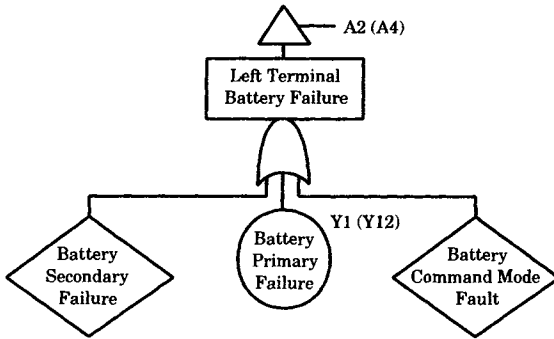 A2 (A4)
Left Terminal
Battery Failure
Y1 (Y12)
Battery
Secondary
Failure
Battery
Primary
Failure
Battery
Command Mode
Fault